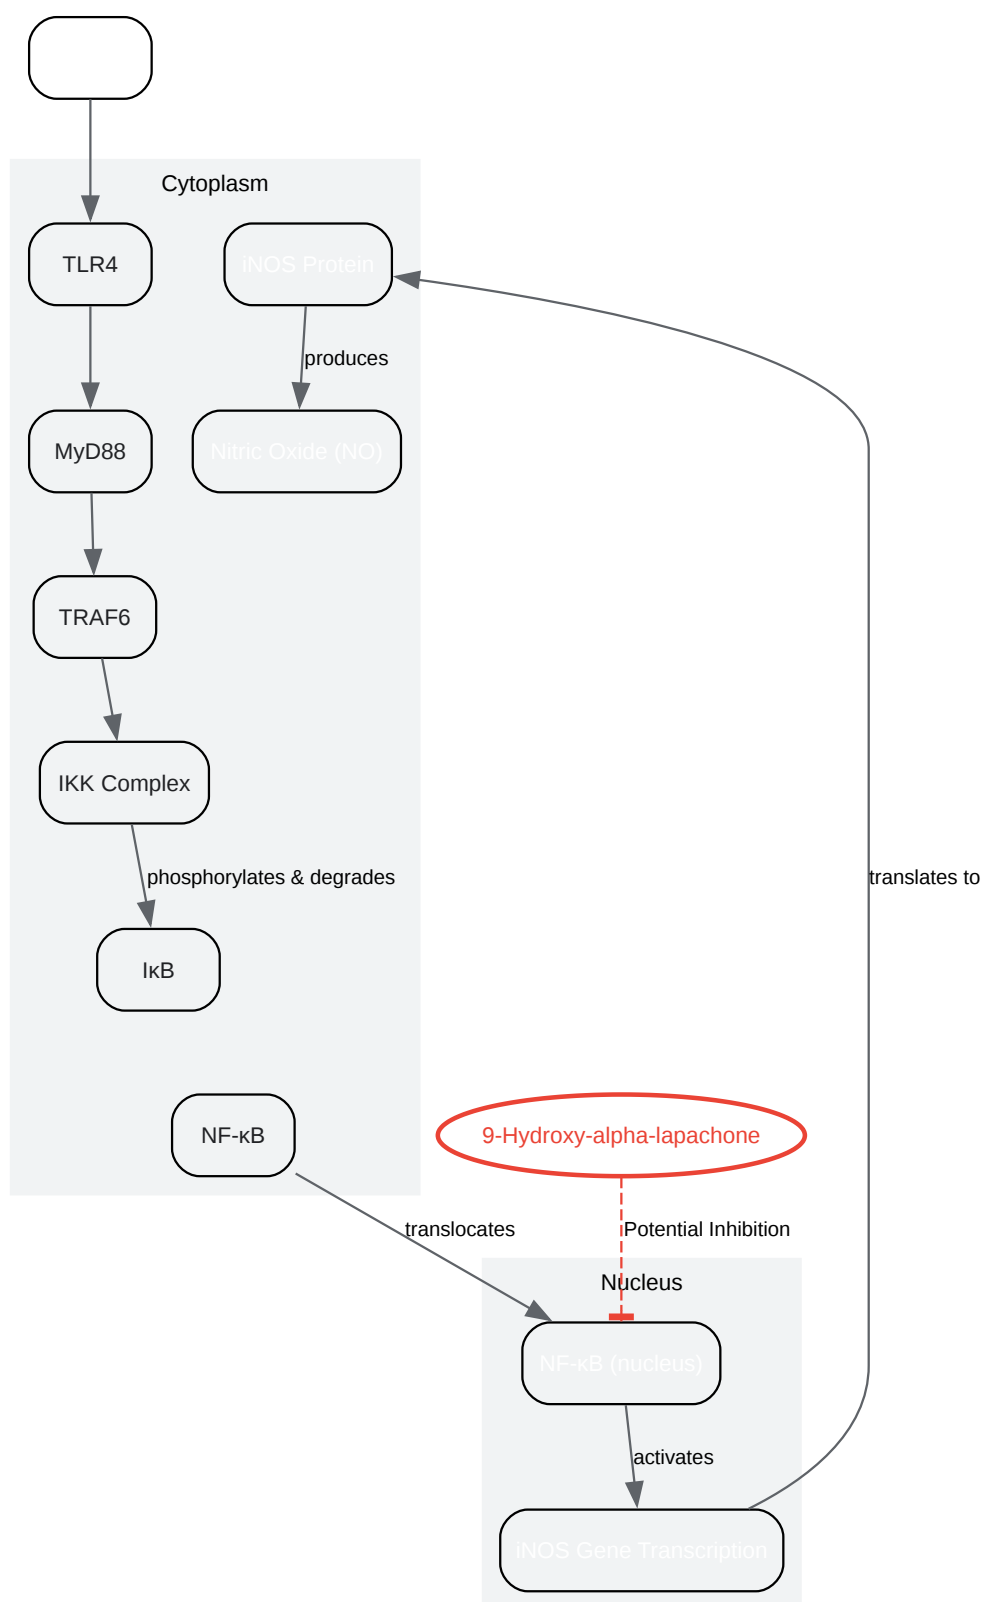 Cytoplasm
TLR4
iNOS Protein
produces
MyD88
Nitric Oxide (NO)
TRAF6
IKK Complex
phosphorylates & degrades
translates to
IκB
NF-κB
9-Hydroxy-alpha-lapachone
translocates
Potential Inhibition
Nucleus
NF-κB (nucleus)
activates
iNOS Gene Transcription